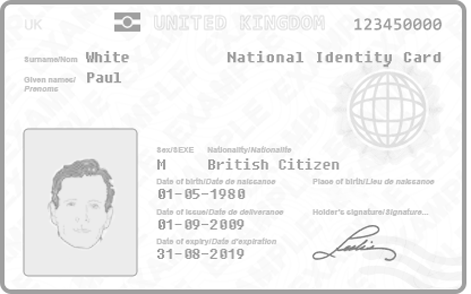 UK UNITED KINGDOM 123450000
Surname/Nom White National Identity Card
Given names/ Paul
Prenoms
Sex/SEXE Nationality/Nationalite
M British Citizen
Date of birth/Date de naissance Place of birth/Lieu de naissance
01-05-1980
Date of issue/Date de deliverance Holder's signature/Signature...
01-09-2009
Date of expiry/Date d'expiration
31-08-2019